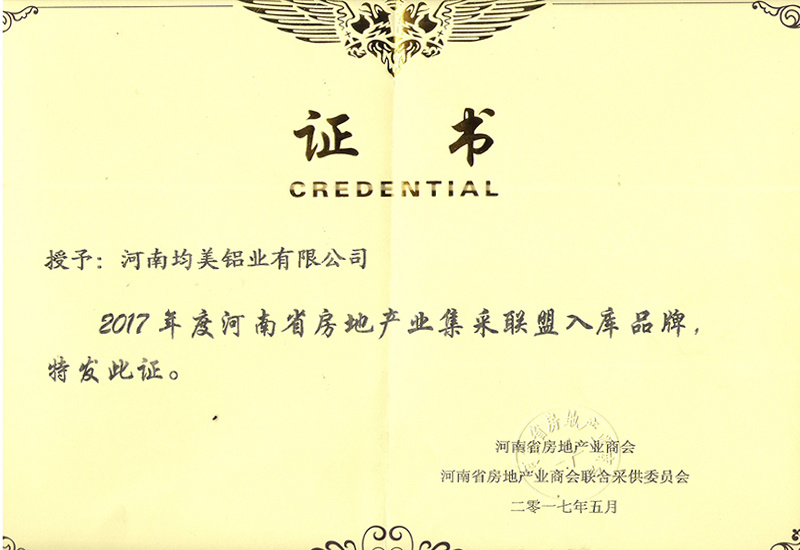 证 书
CREDENTIAL
授予：河南均美铝业有限公司
2017年度河南省房地产业集采联盟入库品牌，
特发此证。
河南省房地产业商会
河南省房地产业商会联合采供委员会
二零一七年五月